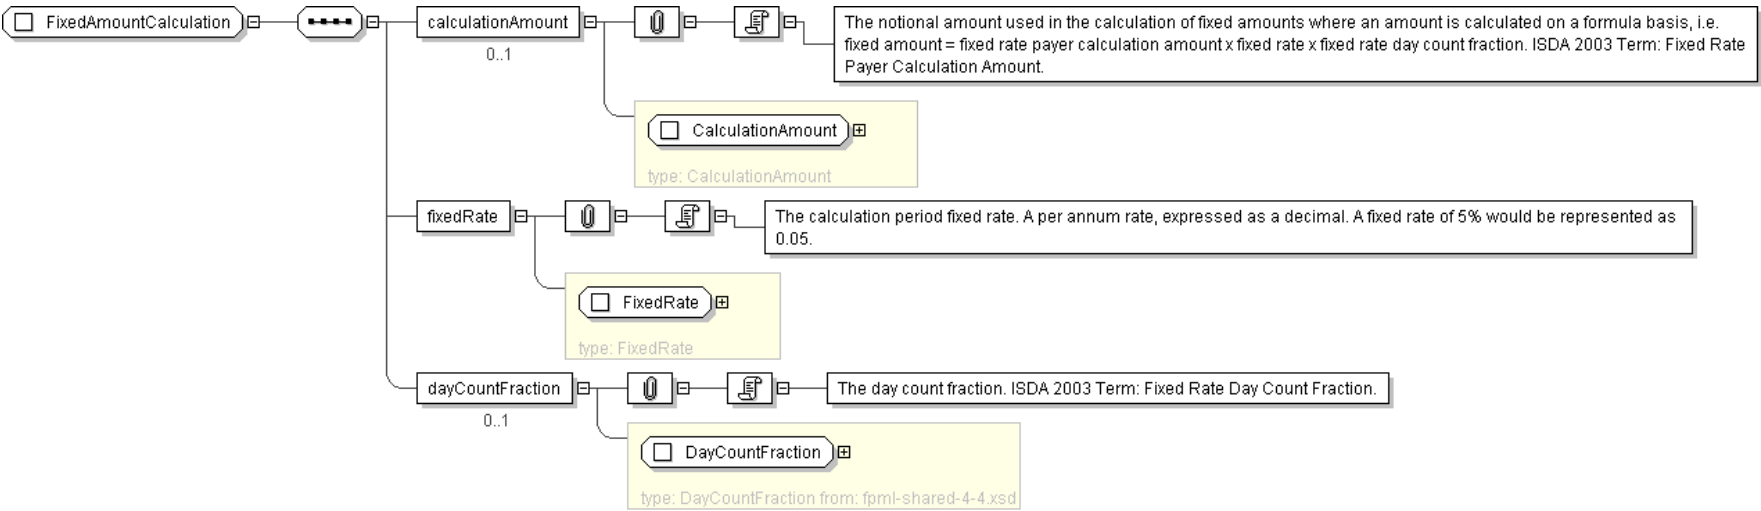 FixedAmountCalculation
calculationAmount
0..1
The notional amount used in the calculation of fixed amounts where an amount is calculated on a formula basis, i.e.
fixed amount = fixed rate payer calculation amount x fixed rate x fixed rate day count fraction. ISDA 2003 Term: Fixed Rate
Payer Calculation Amount.
CalculationAmount
type: CalculationAmount
fixedRate
The calculation period fixed rate. A per annum rate, expressed as a decimal. A fixed rate of 5% would be represented as
0.05.
FixedRate
type: FixedRate
dayCountFraction
0..1
The day count fraction. ISDA 2003 Term: Fixed Rate Day Count Fraction.
DayCountFraction
type: DayCountFraction from: fpml-shared-4-4.xsd